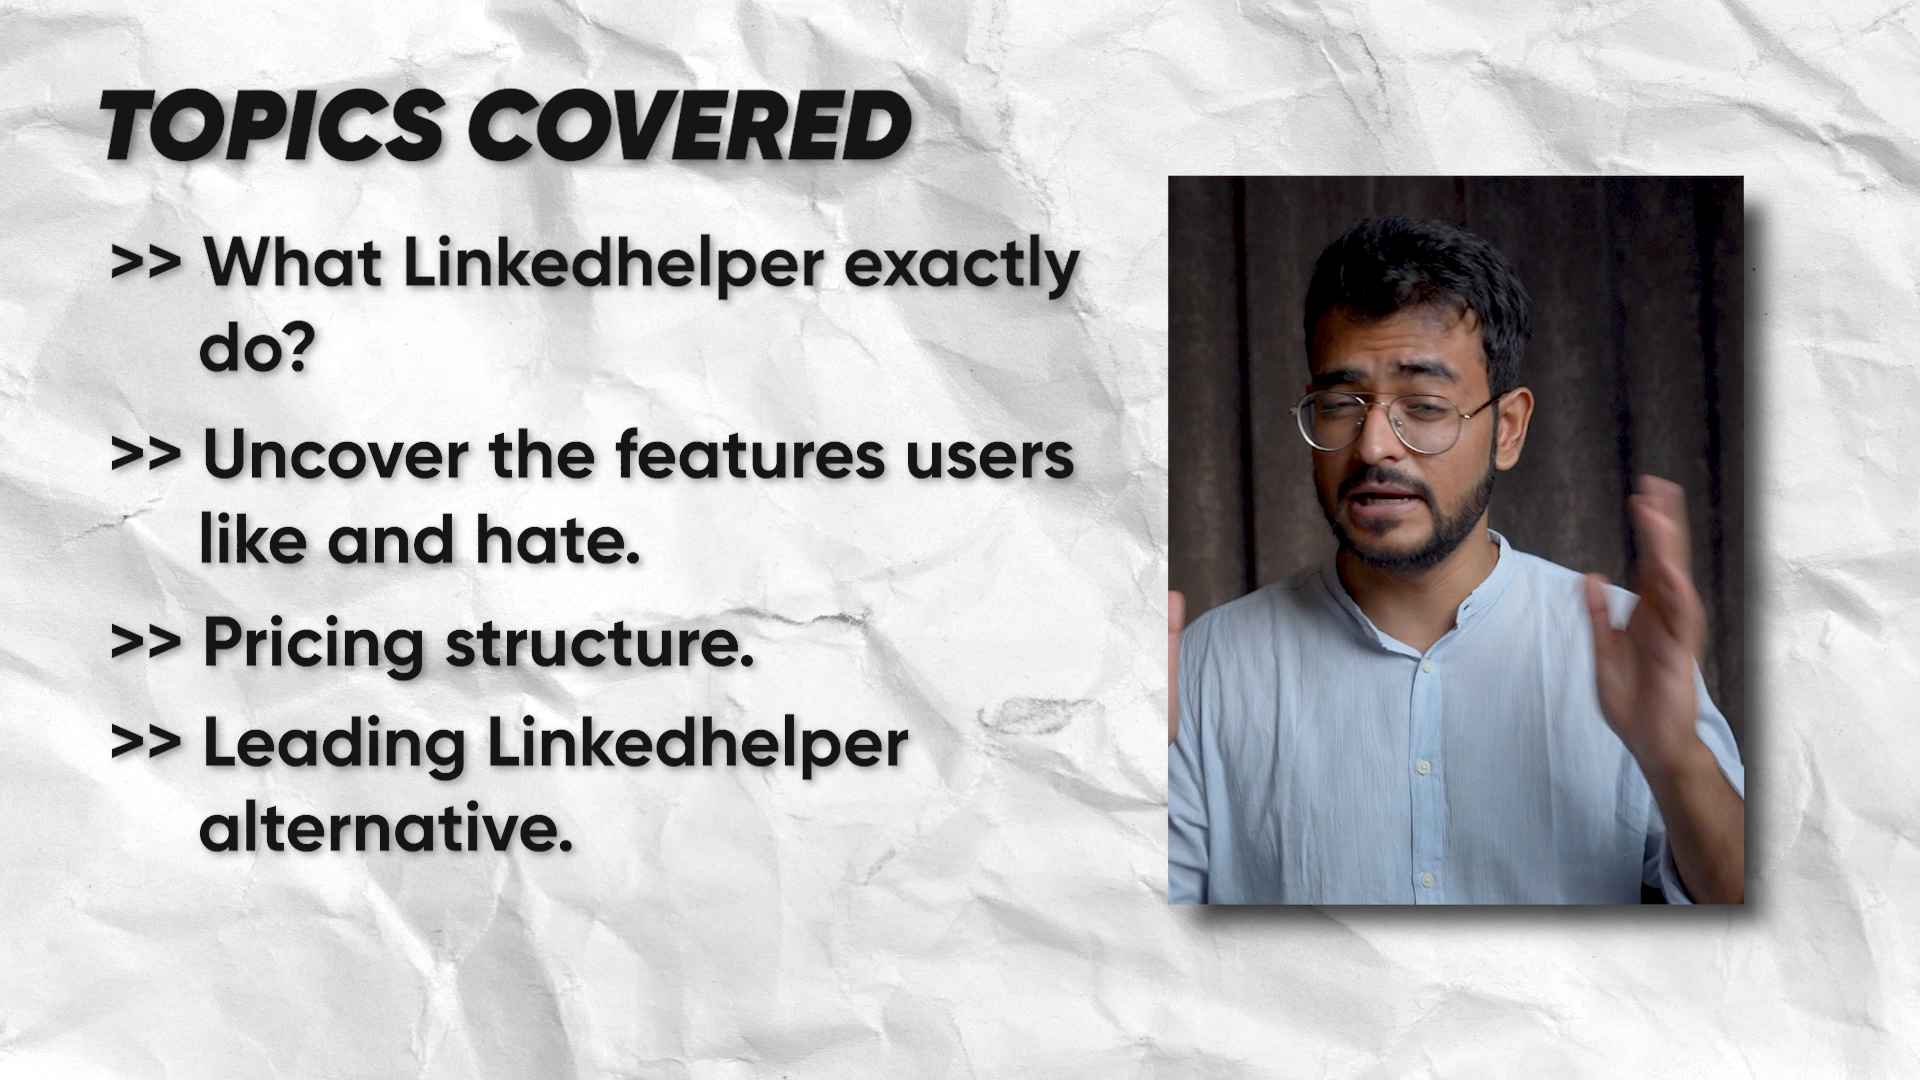 TOPICS COVERED
>> What Linkedhelper exactly
do?
>> Uncover the features users
like and hate.
>> Pricing structure.
>> Leading Linkedhelper
alternative.